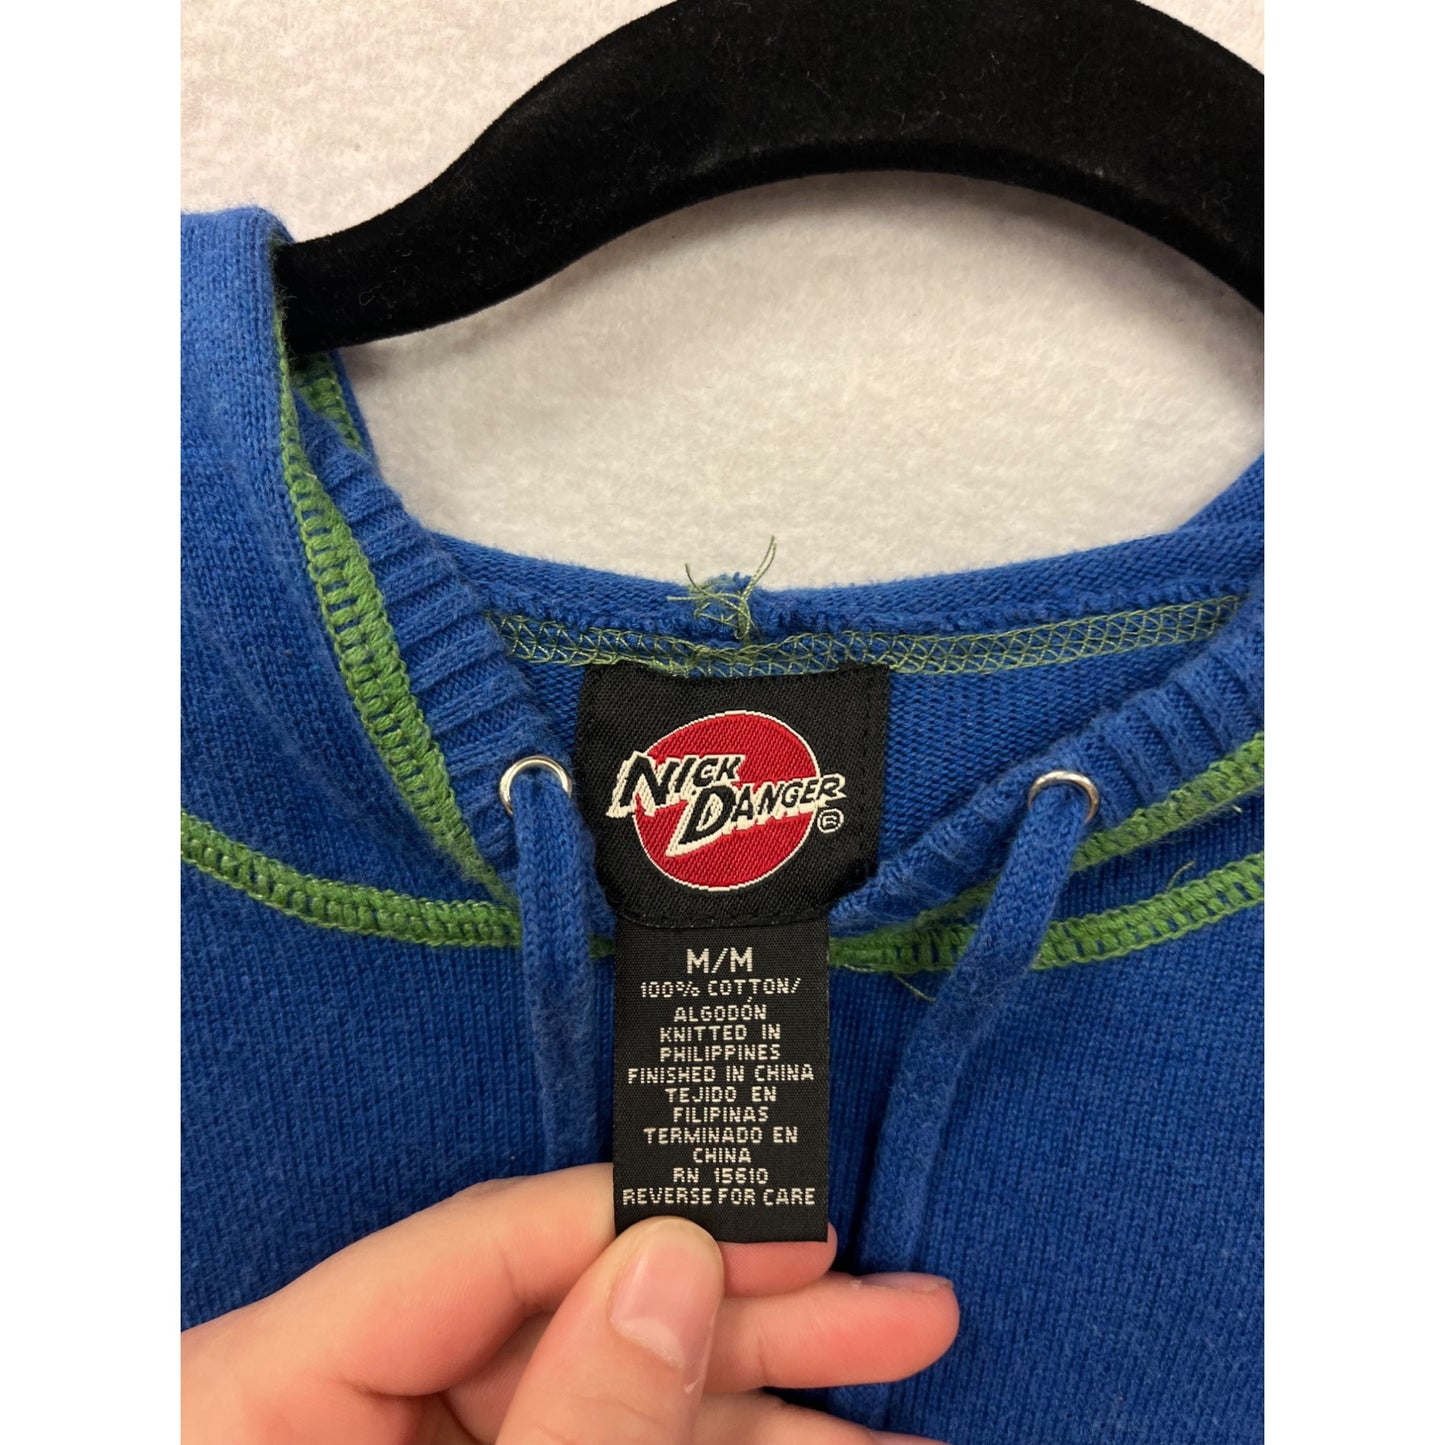 NICK
DANGER®
M/M
100% COTTON/
ALGODÓN
KNITTED IN
PHILIPPINES
FINISHED IN CHINA
TEJIDO EN
FILIPINAS
TERMINADO EN
CHINA
RN 15610
REVERSE FOR CARE